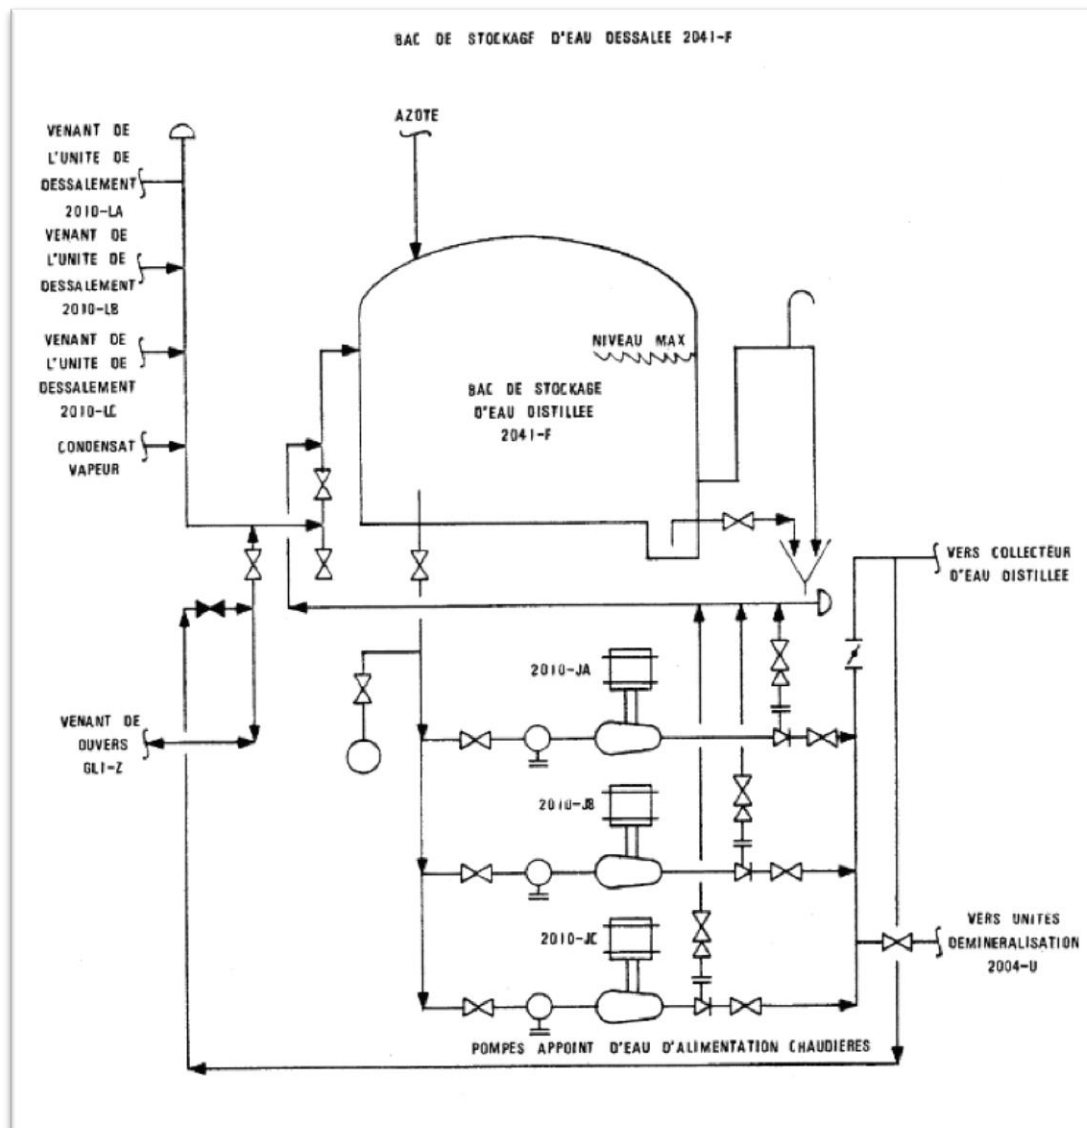 BAC DE STOCKAGE D'EAU DESSALEE 2041-F
AZOTE
VENANT DE
L'UNITE DE
DESSALEMENT
2010-LA
VENANT DE
L'UNITE DE
DESSALEMENT
2010-LB
VENANT DE
L'UNITE DE
DESSALEMENT
2010-LC
CONDENSAT
VAPEUR
NIVEAU MAX
BAC DE STOCKAGE
D'EAU DISTILLEE
2041-F
VERS COLLECTEUR
D'EAU DISTILLEE
2010-JA
VENANT DE
OUVERS
GL1-Z
2010-JB
2010-JC
VERS UNITES
DEMINERALISATION
2004-U
POMPES APPOINT D'EAU D'ALIMENTATION CHAUDIERES